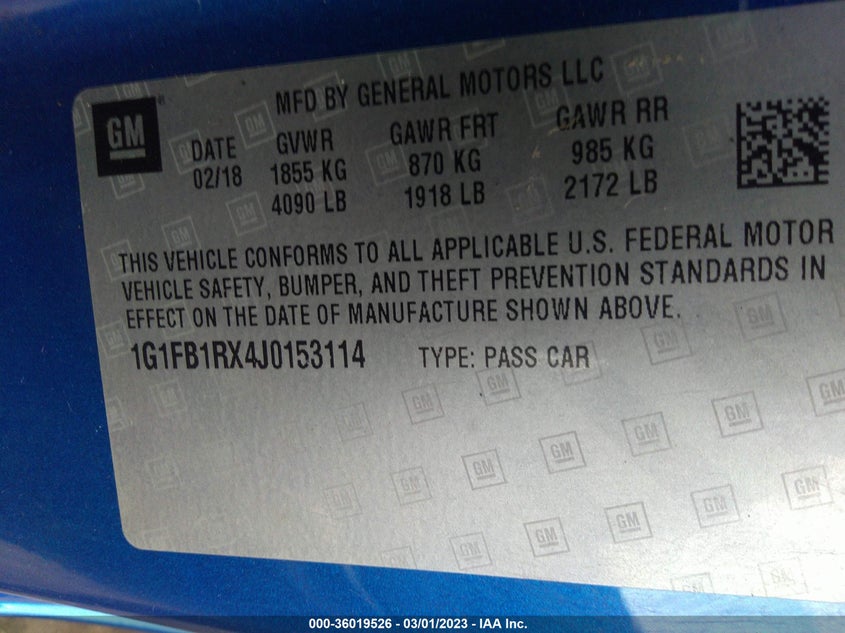 MFD BY GENERAL MOTORS LLC
GM
DATE GVWR GAWR FRT GAWR RR
02/18 1855 KG 870 KG 985 KG
4090 LB 1918 LB 2172 LB
THIS VEHICLE CONFORMS TO ALL APPLICABLE U.S. FEDERAL MOTOR
VEHICLE SAFETY, BUMPER, AND THEFT PREVENTION STANDARDS IN
EFFECT ON THE DATE OF MANUFACTURE SHOWN ABOVE.
1G1FB1RX4J0153114 TYPE: PASS CAR
000-36019526 - 03/01/2023 - IAA Inc.